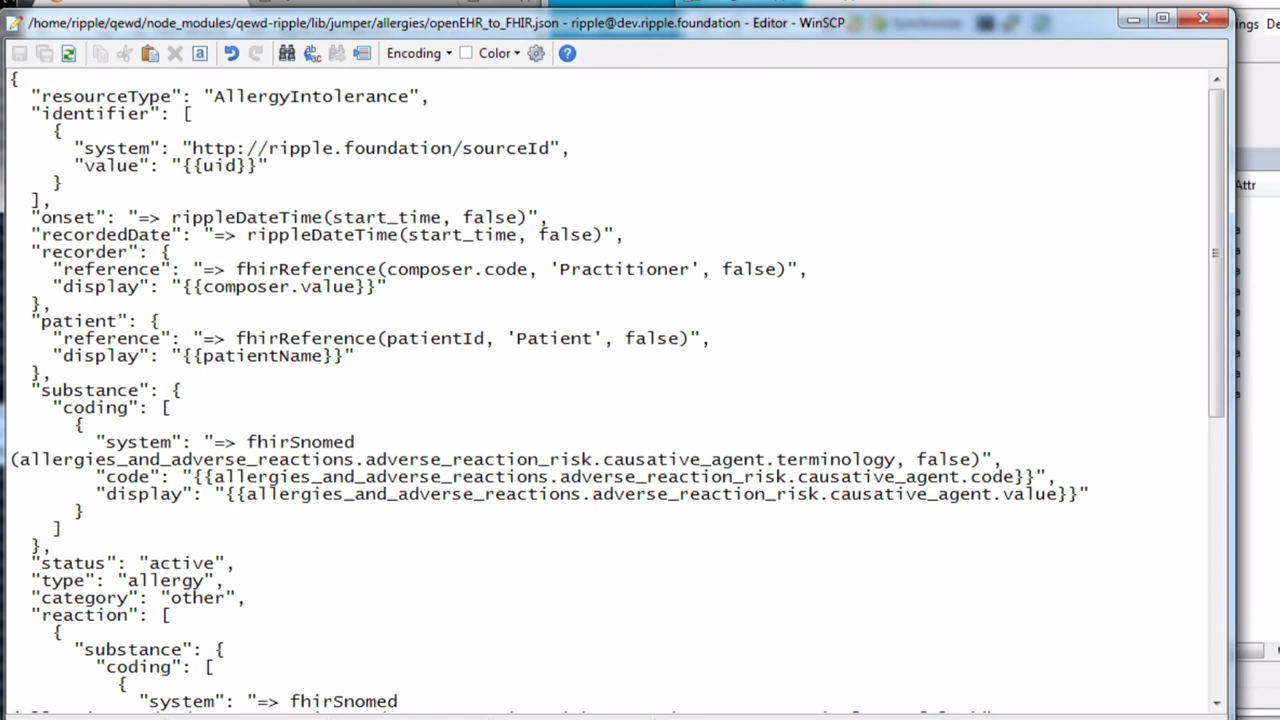 /home/ripple/qewd/node_modules/qewd-ripple/lib/jumper/allergies/openEHR_to_FHIR.json - ripple@dev.ripple.foundation - Editor - WinSCP
ings De
Encoding Color
Attr
{
"resourceType": "AllergyIntolerance",
"identifier": [
{
"system": "http://ripple.foundation/sourceId",
"value": "{{uid}}"
}
],
"onset": "=> rippleDateTime(start_time, false)",
"recordedDate": "=> rippleDateTime(start_time, false)",
"recorder": {
"reference": "=> fhirReference(composer.code, 'Practitioner', false)",
"display": "{{composer.value}}"
},
"patient": {
"reference": "=> fhirReference(patientId, 'Patient', false)",
"display": "{{patientName}}"
},
"substance": {
"coding": [
{
"system": "=> fhirSnomed
(allergies_and_adverse_reactions.adverse_reaction_risk.causative_agent.terminology, false)",
"code": "{{allergies_and_adverse_reactions.adverse_reaction_risk.causative_agent.code}}",
"display": "{{allergies_and_adverse_reactions.adverse_reaction_risk.causative_agent.value}}"
}
]
},
"status": "active",
"type": "allergy",
"category": "other",
"reaction": [
{
"substance": {
"coding": [
{
"system": "=> fhirSnomed